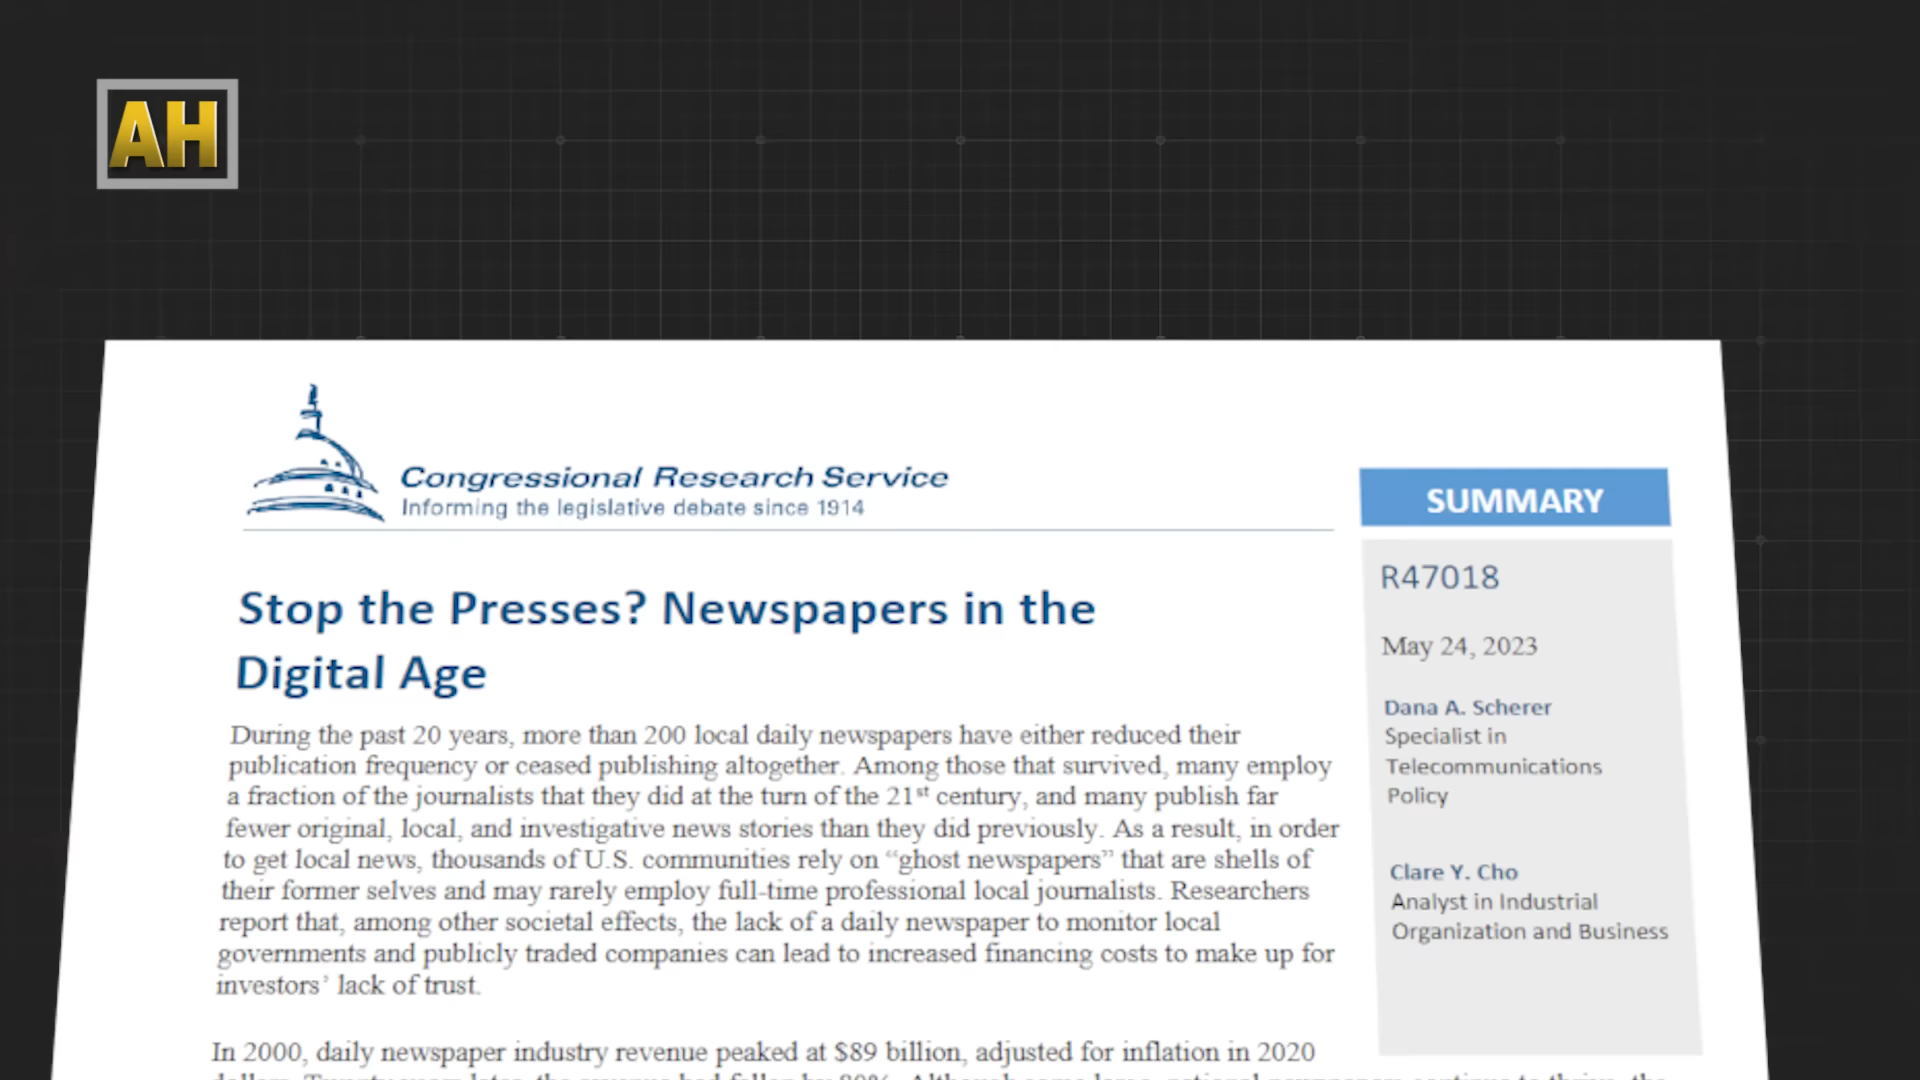 AH
Congressional Research Service
Informing the legislative debate since 1914
SUMMARY
R47018
May 24, 2023
Dana A. Scherer
Specialist in
Telecommunications
Policy
Clare Y. Cho
Analyst in Industrial
Organization and Business
Stop the Presses? Newspapers in the
Digital Age
During the past 20 years, more than 200 local daily newspapers have either reduced their
publication frequency or ceased publishing altogether. Among those that survived, many employ
a fraction of the journalists that they did at the turn of the 21st century, and many publish far
fewer original, local, and investigative news stories than they did previously. As a result, in order
to get local news, thousands of U.S. communities rely on “ghost newspapers” that are shells of
their former selves and may rarely employ full-time professional local journalists. Researchers
report that, among other societal effects, the lack of a daily newspaper to monitor local
governments and publicly traded companies can lead to increased financing costs to make up for
investors’ lack of trust.
In 2000, daily newspaper industry revenue peaked at $89 billion, adjusted for inflation in 2020